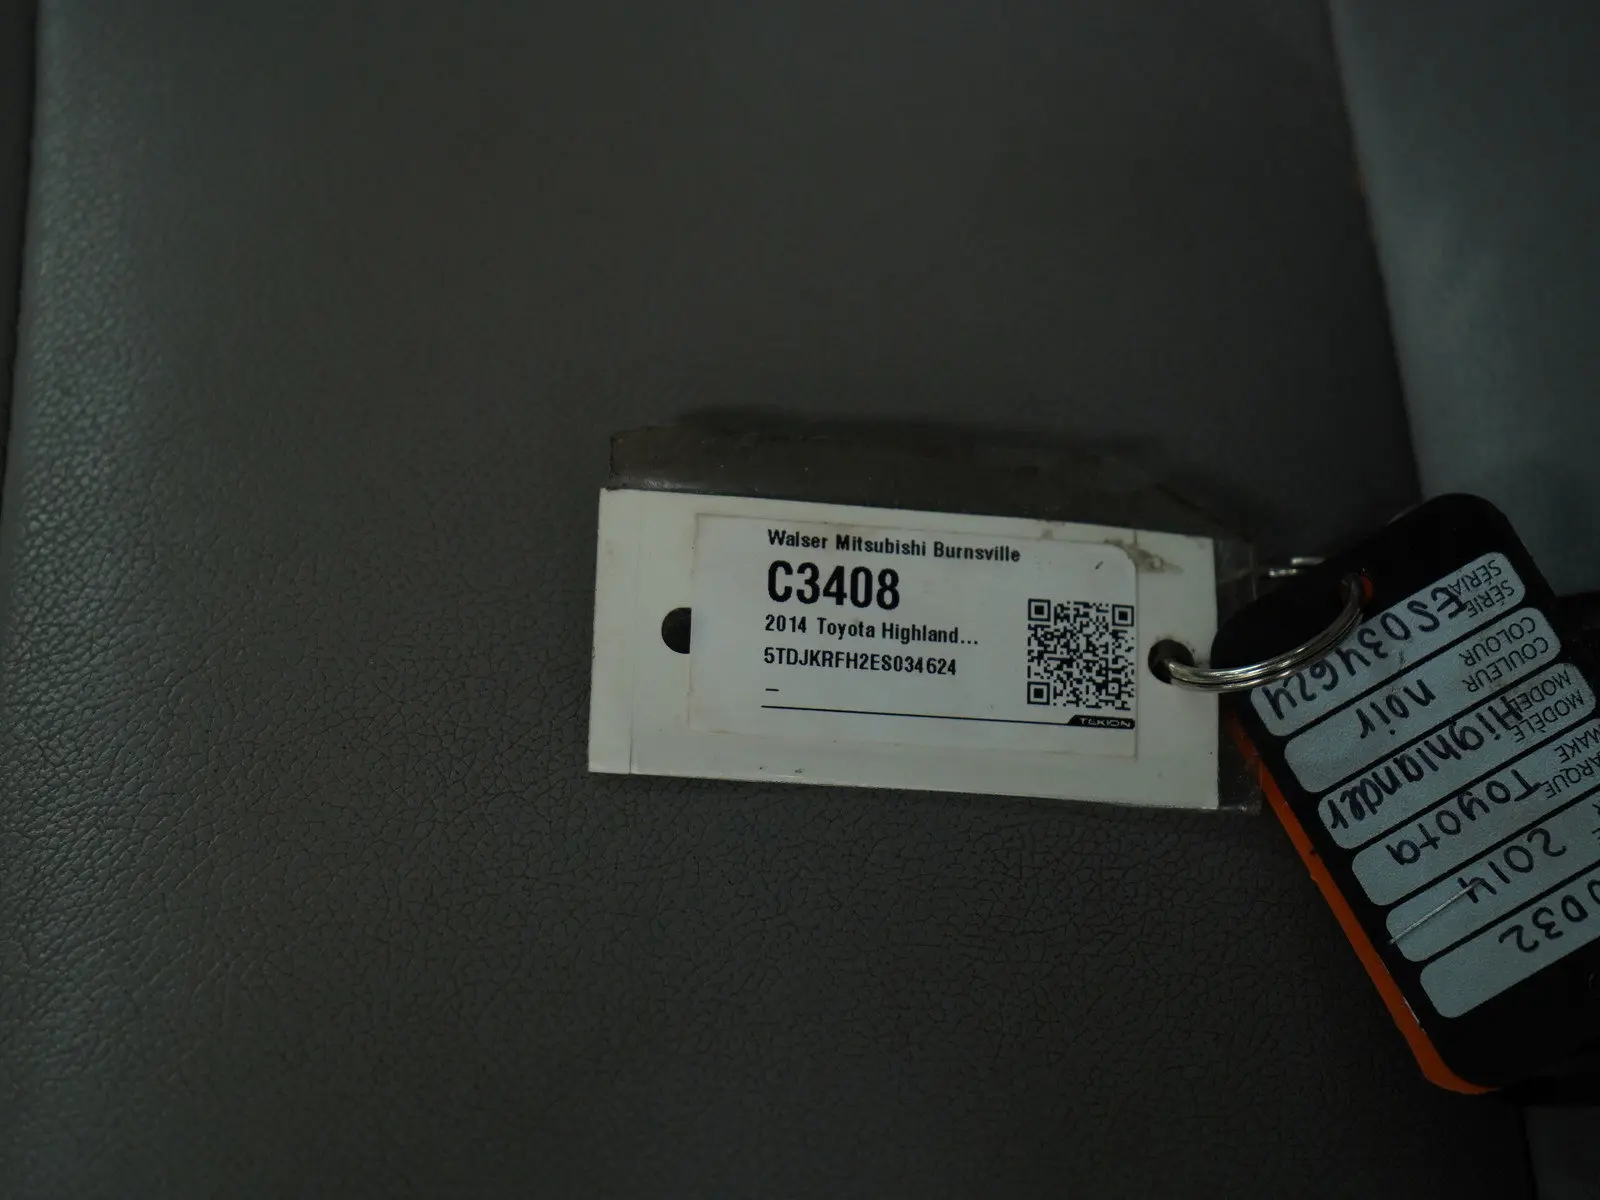 Walser Mitsubishi Burnsville
C3408
2014 Toyota Highland...
5TDJKRFH2ES034624
–
TEKION
D32
2014
MAKE
Toyota
MODÈLE
MODEL
Highlander
COULEUR
COLOUR
noir
SÉRIE
SERIAL
ES034624